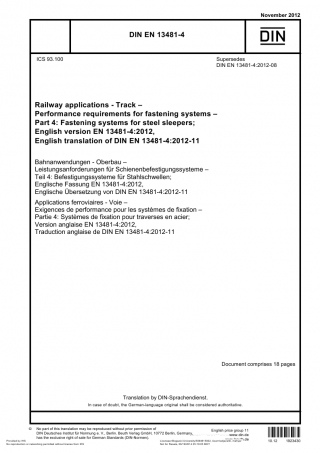 November 2012
DIN EN 13481-4
DIN
ICS 93.100
Supersedes
DIN EN 13481-4:2012-08
Railway applications - Track –
Performance requirements for fastening systems –
Part 4: Fastening systems for steel sleepers;
English version EN 13481-4:2012,
English translation of DIN EN 13481-4:2012-11
Bahnanwendungen - Oberbau –
Leistungsanforderungen für Schienenbefestigungssysteme –
Teil 4: Befestigungssysteme für Stahlschwellen;
Englische Fassung EN 13481-4:2012,
Englische Übersetzung von DIN EN 13481-4:2012-11
Applications ferroviaires - Voie –
Exigences de performance pour les systèmes de fixation –
Partie 4: Systèmes de fixation pour traverses en acier;
Version anglaise EN 13481-4:2012,
Traduction anglaise de DIN EN 13481-4:2012-11
Document comprises 18 pages
Translation by DIN-Sprachendienst.
In case of doubt, the German-language original shall be considered authoritative.
© No part of this translation may be reproduced without prior permission of
DIN Deutsches Institut für Normung e. V., Berlin. Beuth Verlag GmbH, 10772 Berlin, Germany,
has the exclusive right of sale for German Standards (DIN-Normen).
English price group 11
www.din.de